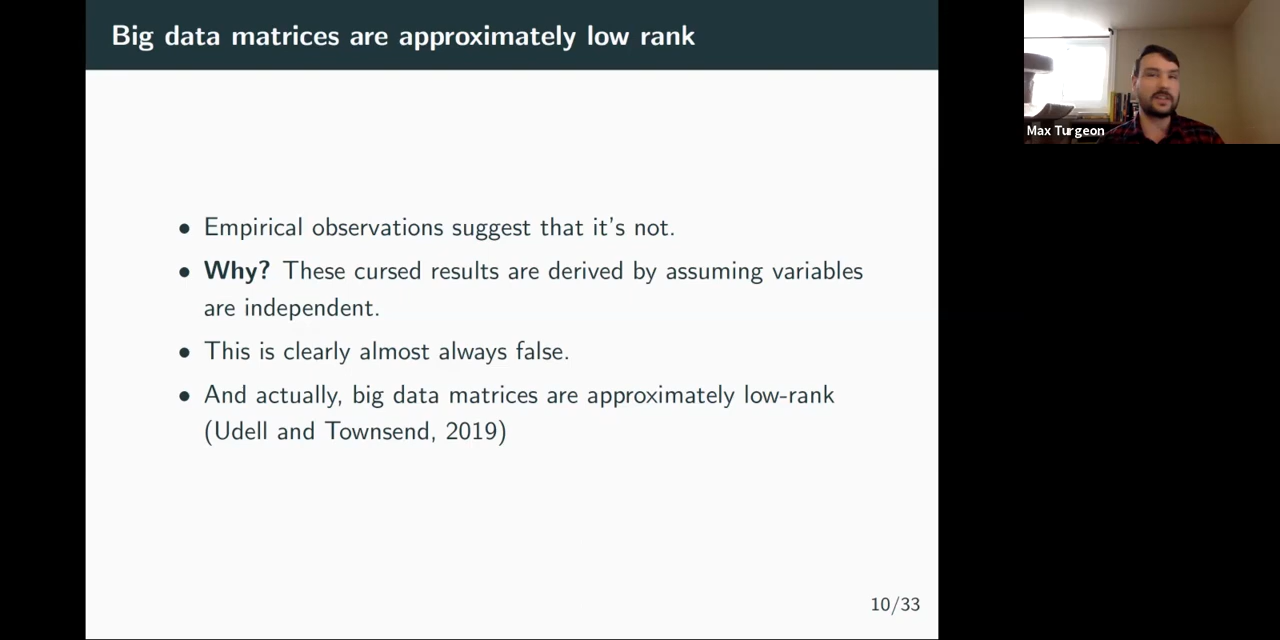 Big data matrices are approximately low rank
Max Turgeon
• Empirical observations suggest that it's not.
• Why? These cursed results are derived by assuming variables
are independent.
• This is clearly almost always false.
• And actually, big data matrices are approximately low-rank
(Udell and Townsend, 2019)
10/33